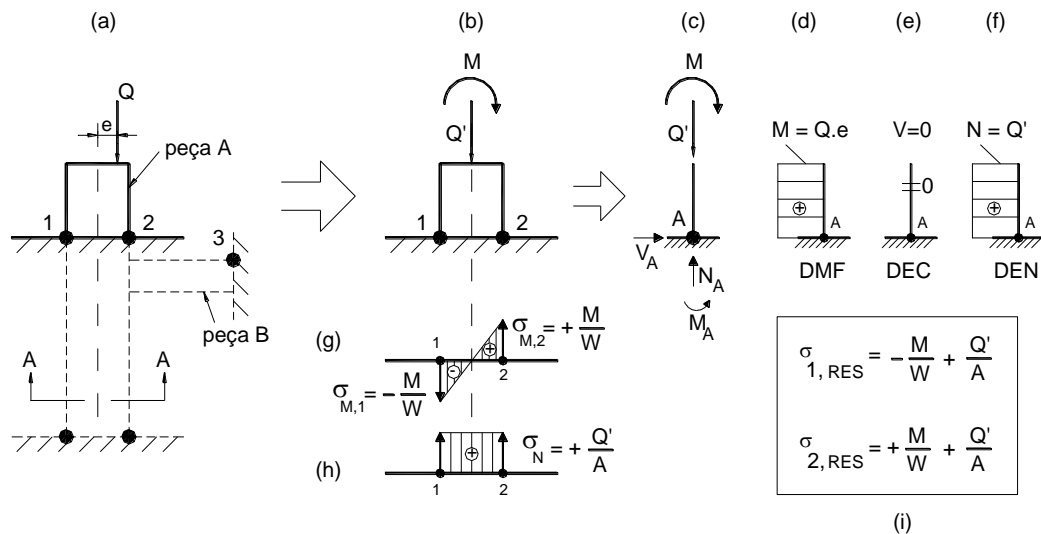 (a)
Q
e
peça A
1
2
3
peça B
A
A
(b)
M
Q'
1
2
(c)
M
Q'
A
V_A
N_A
M_A
(d)
M = Q.e
+
A
DMF
(e)
V=0
0
A
DEC
(f)
N = Q'
+
A
DEN
(g)
1
-
+
2
σ_M,2 = + M/W
σ_M,1 = - M/W
(h)
+
1
2
σ_N = + Q'/A
σ_1, RES = - M/W + Q'/A
σ_2, RES = + M/W + Q'/A
(i)